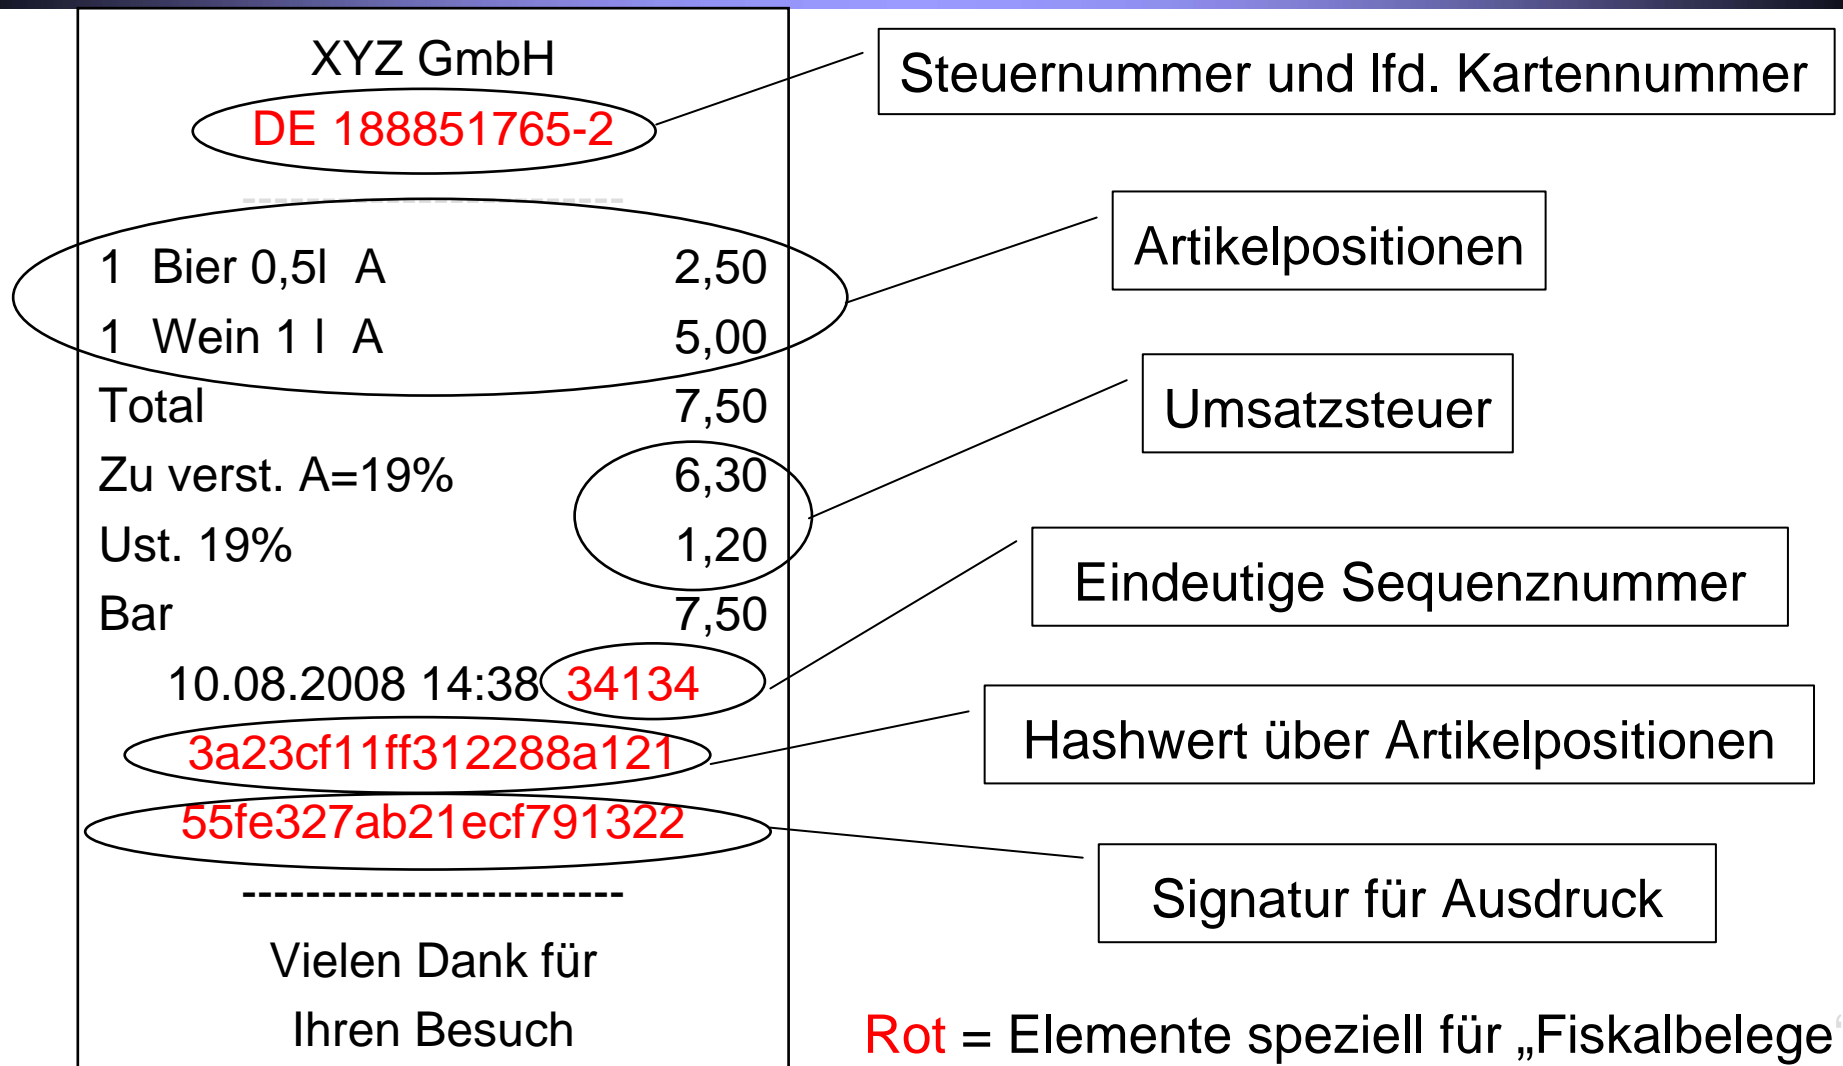 XYZ GmbH
DE 188851765-2
------------------------
1 Bier 0,5l A 2,50
1 Wein 1 l A 5,00
Total 7,50
Zu verst. A=19% 6,30
Ust. 19% 1,20
Bar 7,50
10.08.2008 14:38 34134
3a23cf11ff312288a121
55fe327ab21ecf791322
------------------------
Vielen Dank für
Ihren Besuch
Steuernummer und lfd. Kartennummer
Artikelpositionen
Umsatzsteuer
Eindeutige Sequenznummer
Hashwert über Artikelpositionen
Signatur für Ausdruck
Rot = Elemente speziell für „Fiskalbelege“